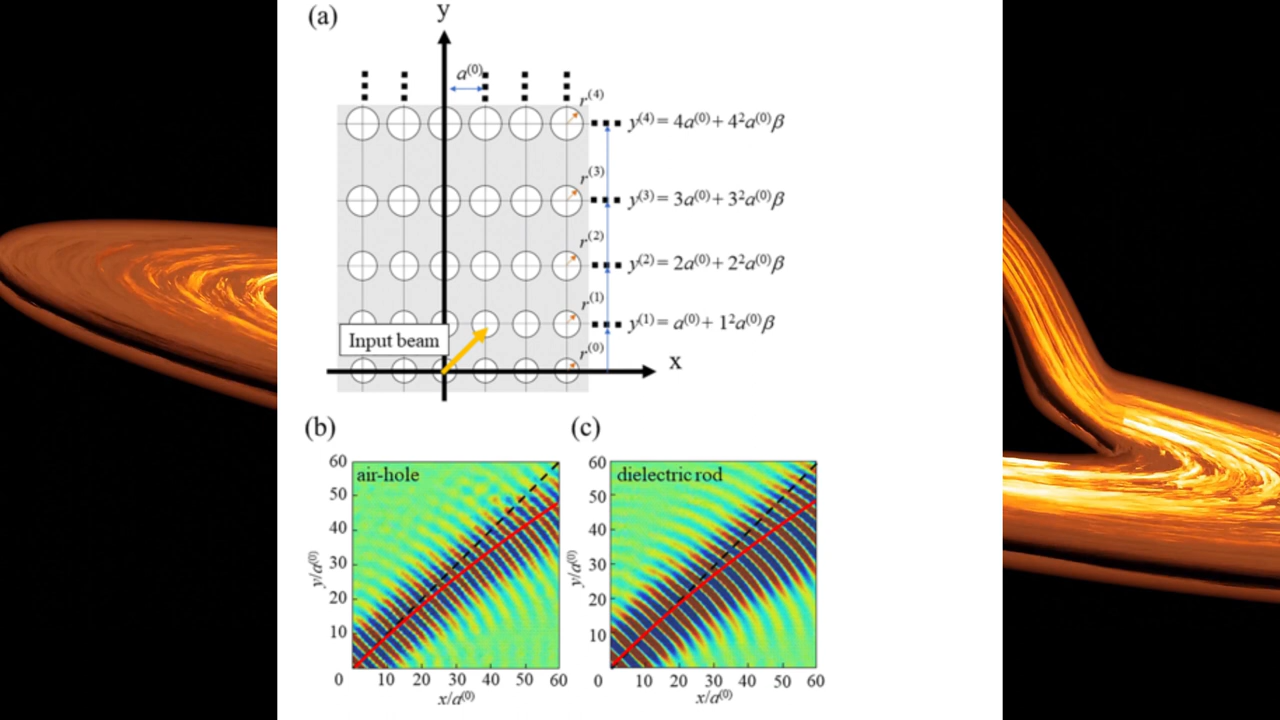 (a)
y
a⁽⁰⁾
r⁽⁴⁾
y⁽⁴⁾= 4a⁽⁰⁾+ 4²a⁽⁰⁾β
r⁽³⁾
y⁽³⁾= 3a⁽⁰⁾+ 3²a⁽⁰⁾β
r⁽²⁾
y⁽²⁾= 2a⁽⁰⁾+ 2²a⁽⁰⁾β
r⁽¹⁾
y⁽¹⁾= a⁽⁰⁾+ 1²a⁽⁰⁾β
Input beam
r⁽⁰⁾
x
(b)
air-hole
60
50
40
30
20
10
0 10 20 30 40 50 60
y/a⁽⁰⁾
x/a⁽⁰⁾
(c)
dielectric rod
60
50
40
30
20
10
0 10 20 30 40 50 60
y/a⁽⁰⁾
x/a⁽⁰⁾